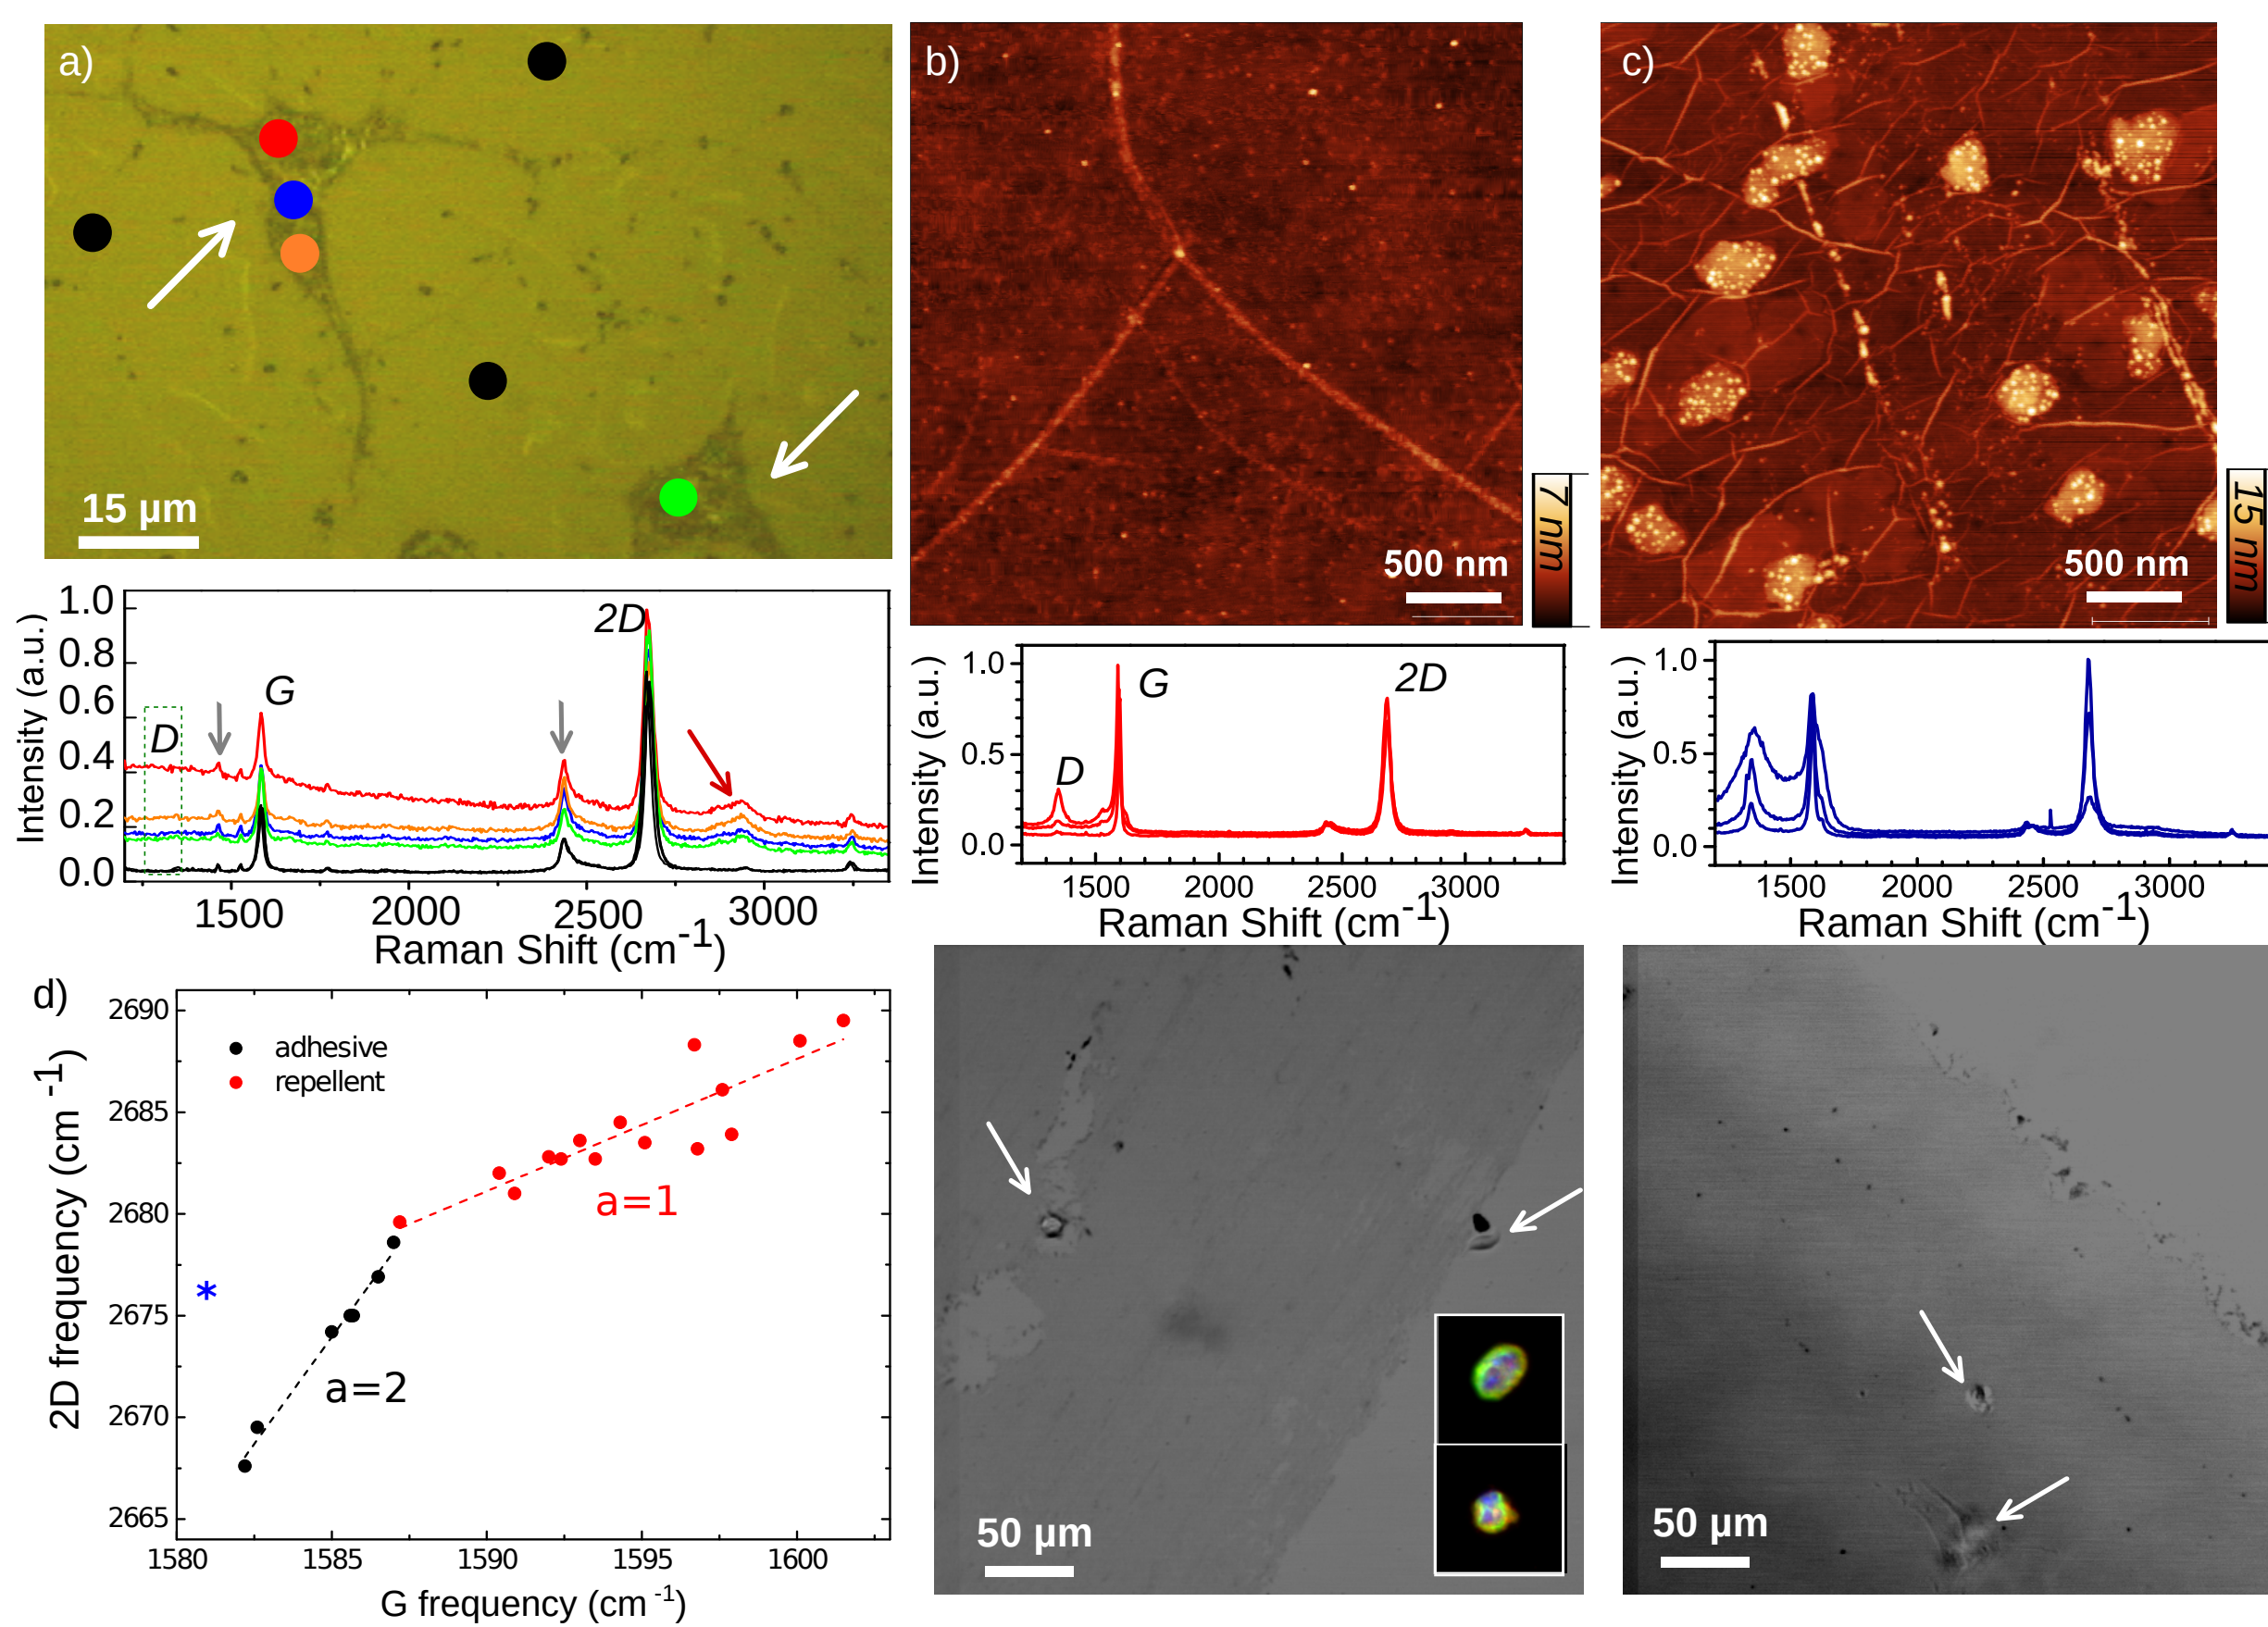 a)
15 µm
b)
500 nm
7 nm
c)
500 nm
15 nm
Intensity (a.u.)
1.0
0.8
0.6
0.4
0.2
0.0
D
G
2D
1500 2000 2500 3000
Raman Shift (cm-1)
Intensity (a.u.)
1.0
0.5
0.0
D
G
2D
1500 2000 2500 3000
Raman Shift (cm-1)
Intensity (a.u.)
1.0
0.5
0.0
1500 2000 2500 3000
Raman Shift (cm-1)
d)
2D frequency (cm-1)
2690
2685
2680
2675
2670
2665
adhesive
repellent
a=1
*
a=2
1580 1585 1590 1595 1600
G frequency (cm-1)
50 µm
50 µm